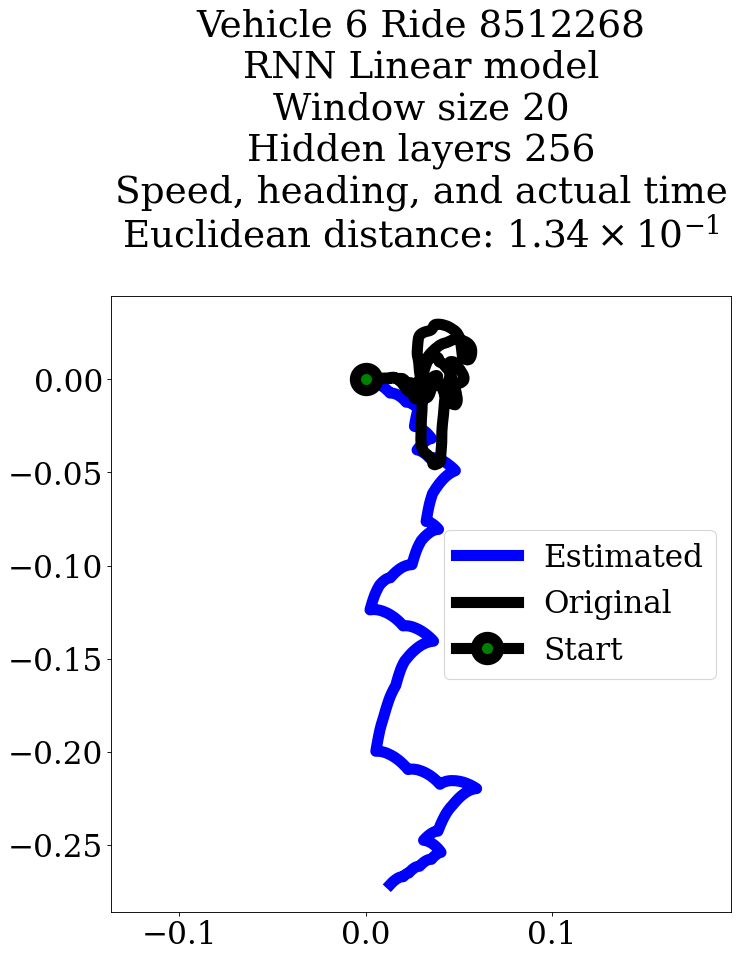 Vehicle 6 Ride 8512268
RNN Linear model
Window size 20
Hidden layers 256
Speed, heading, and actual time
Euclidean distance: 1.34 × 10⁻¹
0.00
−0.05
−0.10
−0.15
−0.20
−0.25
Estimated
Original
Start
−0.1
0.0
0.1